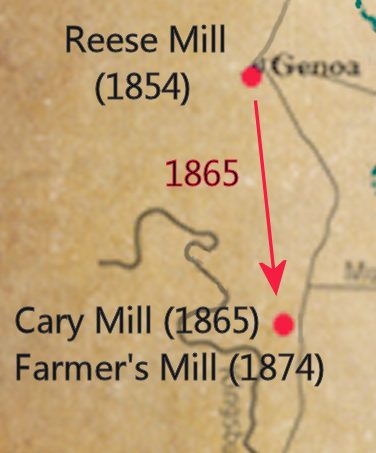 Reese Mill
(1854)
Genoa
1865
Cary Mill (1865)
Farmer's Mill (1874)